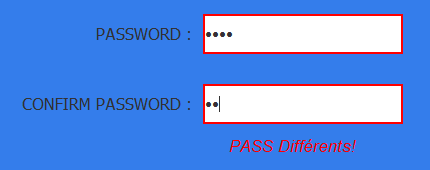 PASSWORD : ••••
CONFIRM PASSWORD : ••
PASS Différents!